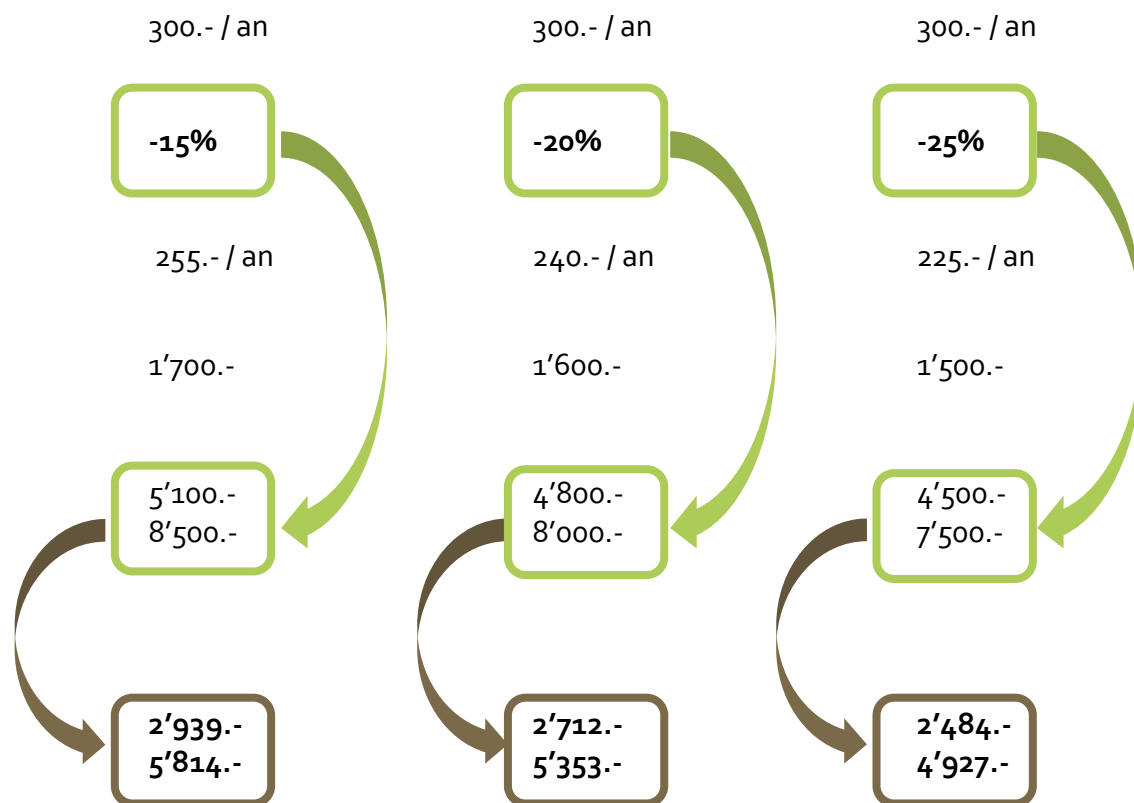 300.- / an 300.- / an 300.- / an
-15% -20% -25%
255.- / an 240.- / an 225.- / an
1’700.- 1’600.- 1’500.-
5’100.- 4’800.- 4’500.-
8’500.- 8’000.- 7’500.-
2’939.- 2’712.- 2’484.-
5’814.- 5’353.- 4’927.-